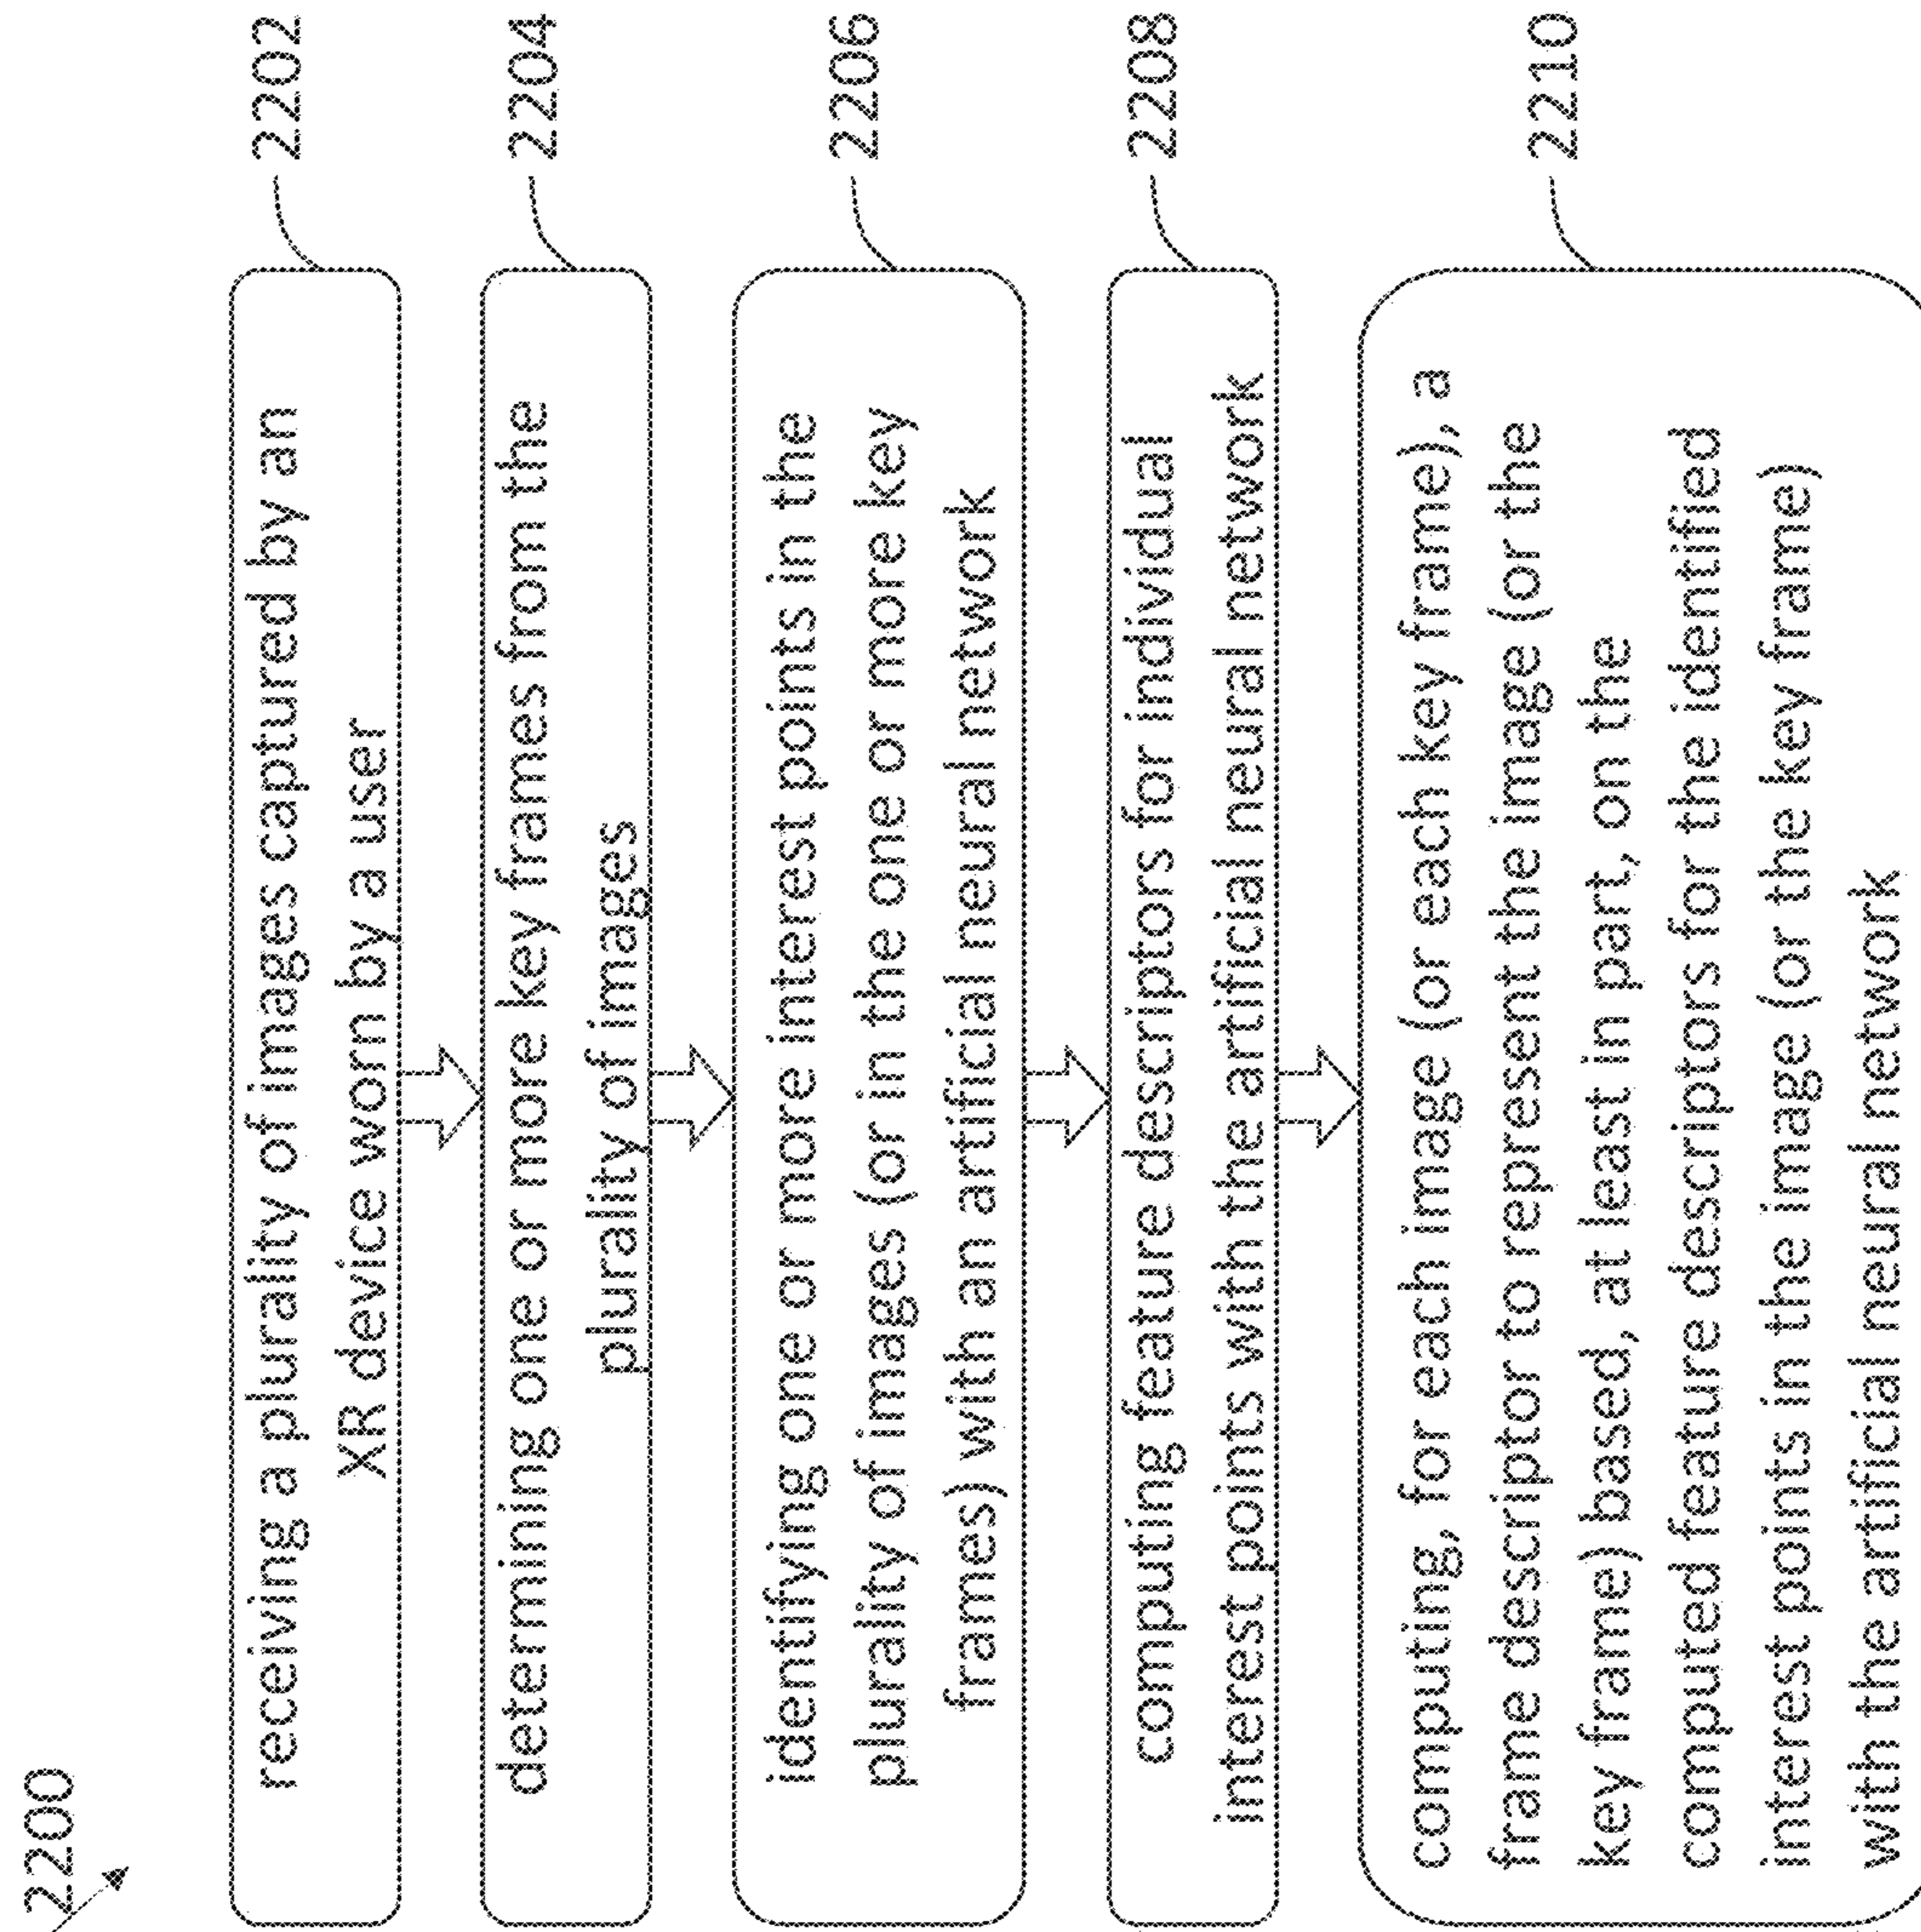 2200
receiving a plurality of images captured by an
XR device worn by a user
2202
determining one or more key frames from the
plurality of images
2204
identifying one or more interest points in the
plurality of images (or in the one or more key
frames) with an artificial neural network
2206
computing feature descriptors for individual
interest points with the artificial neural network
2208
computing, for each image (or each key frame), a
frame descriptor to represent the image (or the
key frame) based, at least in part, on the
computed feature descriptors for the identified
interest points in the image (or the key frame)
with the artificial neural network
2210